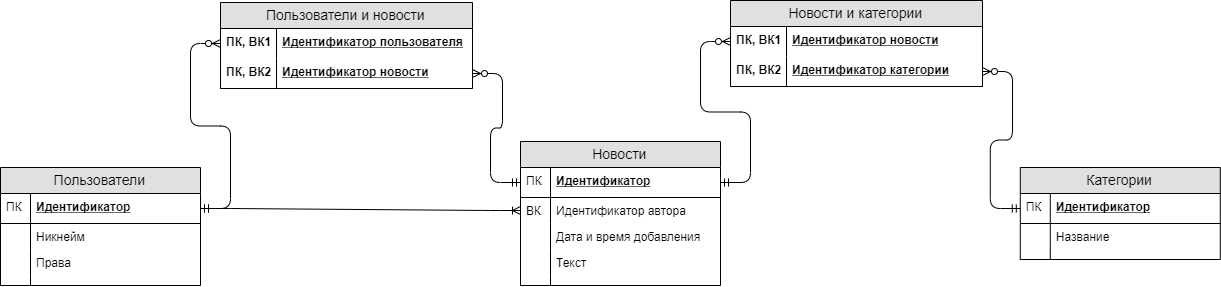 Пользователи и новости
ПК, ВК1 Идентификатор пользователя
ПК, ВК2 Идентификатор новости
Новости и категории
ПК, ВК1 Идентификатор новости
ПК, ВК2 Идентификатор категории
Пользователи
ПК Идентификатор
Никнейм
Права
Новости
ПК Идентификатор
ВК Идентификатор автора
Дата и время добавления
Текст
Категории
ПК Идентификатор
Название